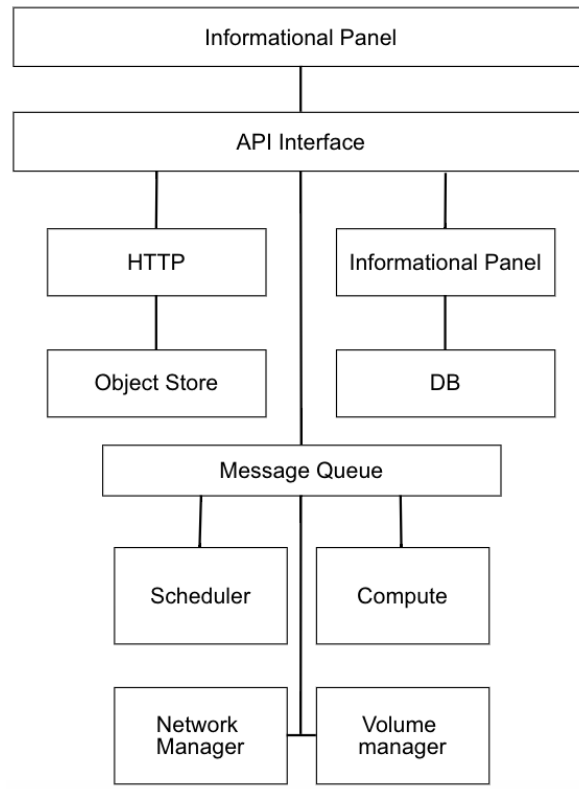 Informational Panel
API Interface
HTTP
Informational Panel
Object Store
DB
Message Queue
Scheduler
Compute
Network
Manager
Volume
manager